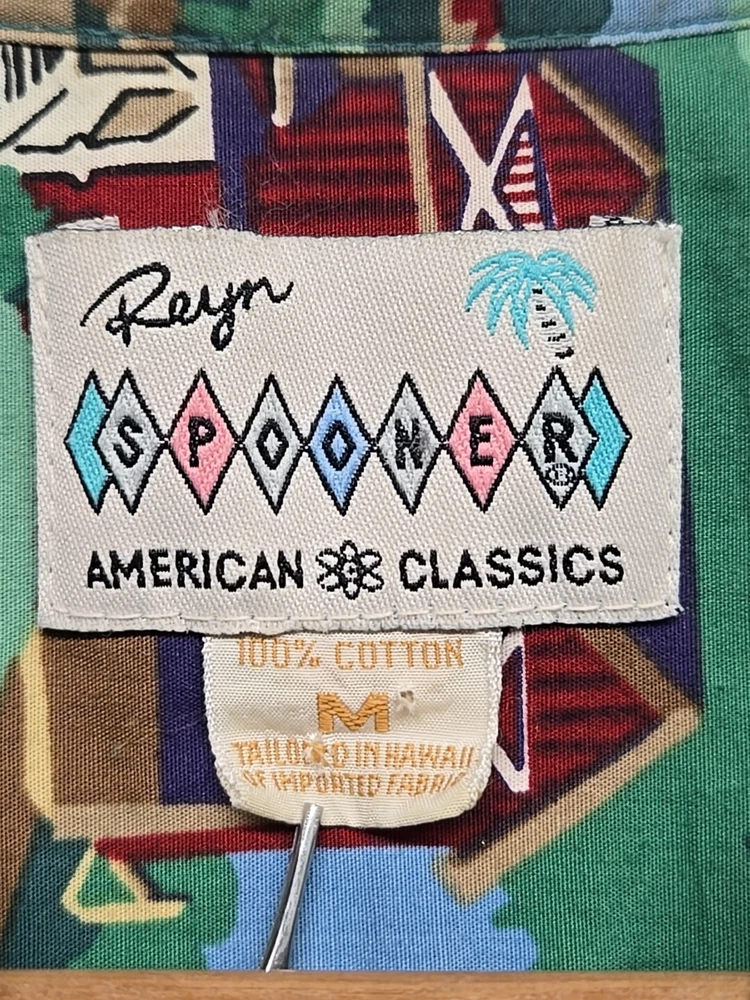 Reyn
SPOONER®
AMERICAN CLASSICS
100% COTTON
M
TAILORED IN HAWAII
OF IMPORTED FABRIC